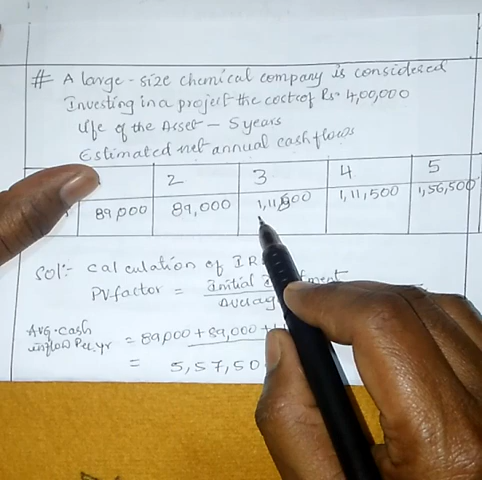 # A large-size chemical company is considered
Investing in a project the cost of Rs 4,00,000
Life of the Asset – 5 years
Estimated net annual cash flows
2 3 4 5
89,000 89,000 1,11,500 1,11,500 1,56,500
Sol:- Calculation of IR
PV factor = initial
Average
Avg. cash
inflow Per. yr = 89,000 + 89,000 +
= 5,57,50